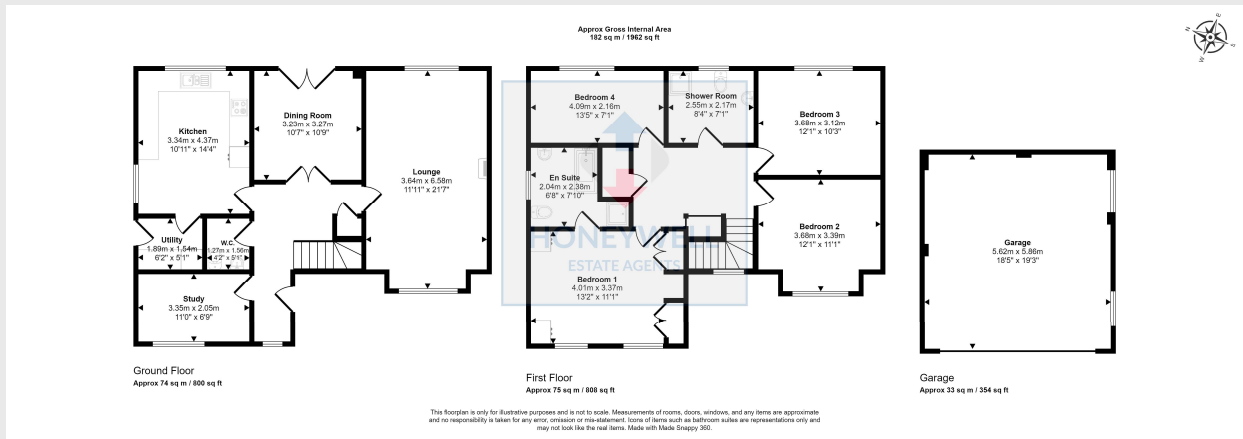 Approx Gross Internal Area
182 sq m / 1962 sq ft
N
E
S
W
Kitchen
3.34m x 4.37m
10'11" x 14'4"
Dining Room
3.23m x 3.27m
10'7" x 10'9"
Lounge
3.64m x 6.58m
11'11" x 21'7"
Utility
1.89m x 1.54m
6'2" x 5'1"
W.C.
1.27m x 1.56m
4'2" x 5'1"
Study
3.35m x 2.05m
11'0" x 6'9"
Ground Floor
Approx 74 sq m / 800 sq ft
Bedroom 4
4.09m x 2.16m
13'5" x 7'1"
Shower Room
2.55m x 2.17m
8'4" x 7'1"
Bedroom 3
3.68m x 3.12m
12'1" x 10'3"
En Suite
2.04m x 2.38m
6'8" x 7'10"
Bedroom 2
3.68m x 3.39m
12'1" x 11'1"
HONEYWELL
ESTATE AGENTS
Bedroom 1
4.01m x 3.37m
13'2" x 11'1"
First Floor
Approx 75 sq m / 808 sq ft
Garage
5.62m x 5.86m
18'5" x 19'3"
Garage
Approx 33 sq m / 354 sq ft
This floorplan is only for illustrative purposes and is not to scale. Measurements of rooms, doors, windows, and any items are approximate
and no responsibility is taken for any error, omission or mis-statement. Icons of items such as bathroom suites are representations only and
may not look like the real items. Made with Made Snappy 360.